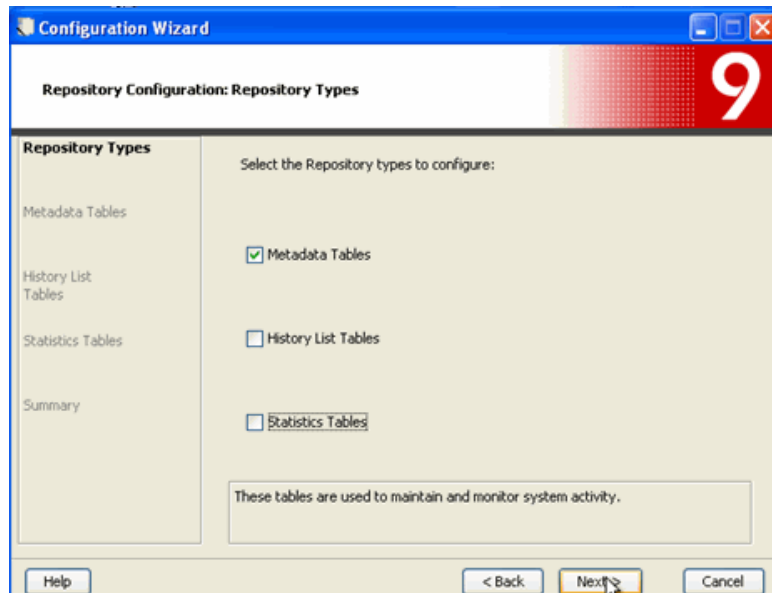 Configuration Wizard
Repository Configuration: Repository Types
9
Repository Types
Metadata Tables
History List
Tables
Statistics Tables
Summary
Select the Repository types to configure:
Metadata Tables
History List Tables
Statistics Tables
These tables are used to maintain and monitor system activity.
Help
< Back
Next >
Cancel